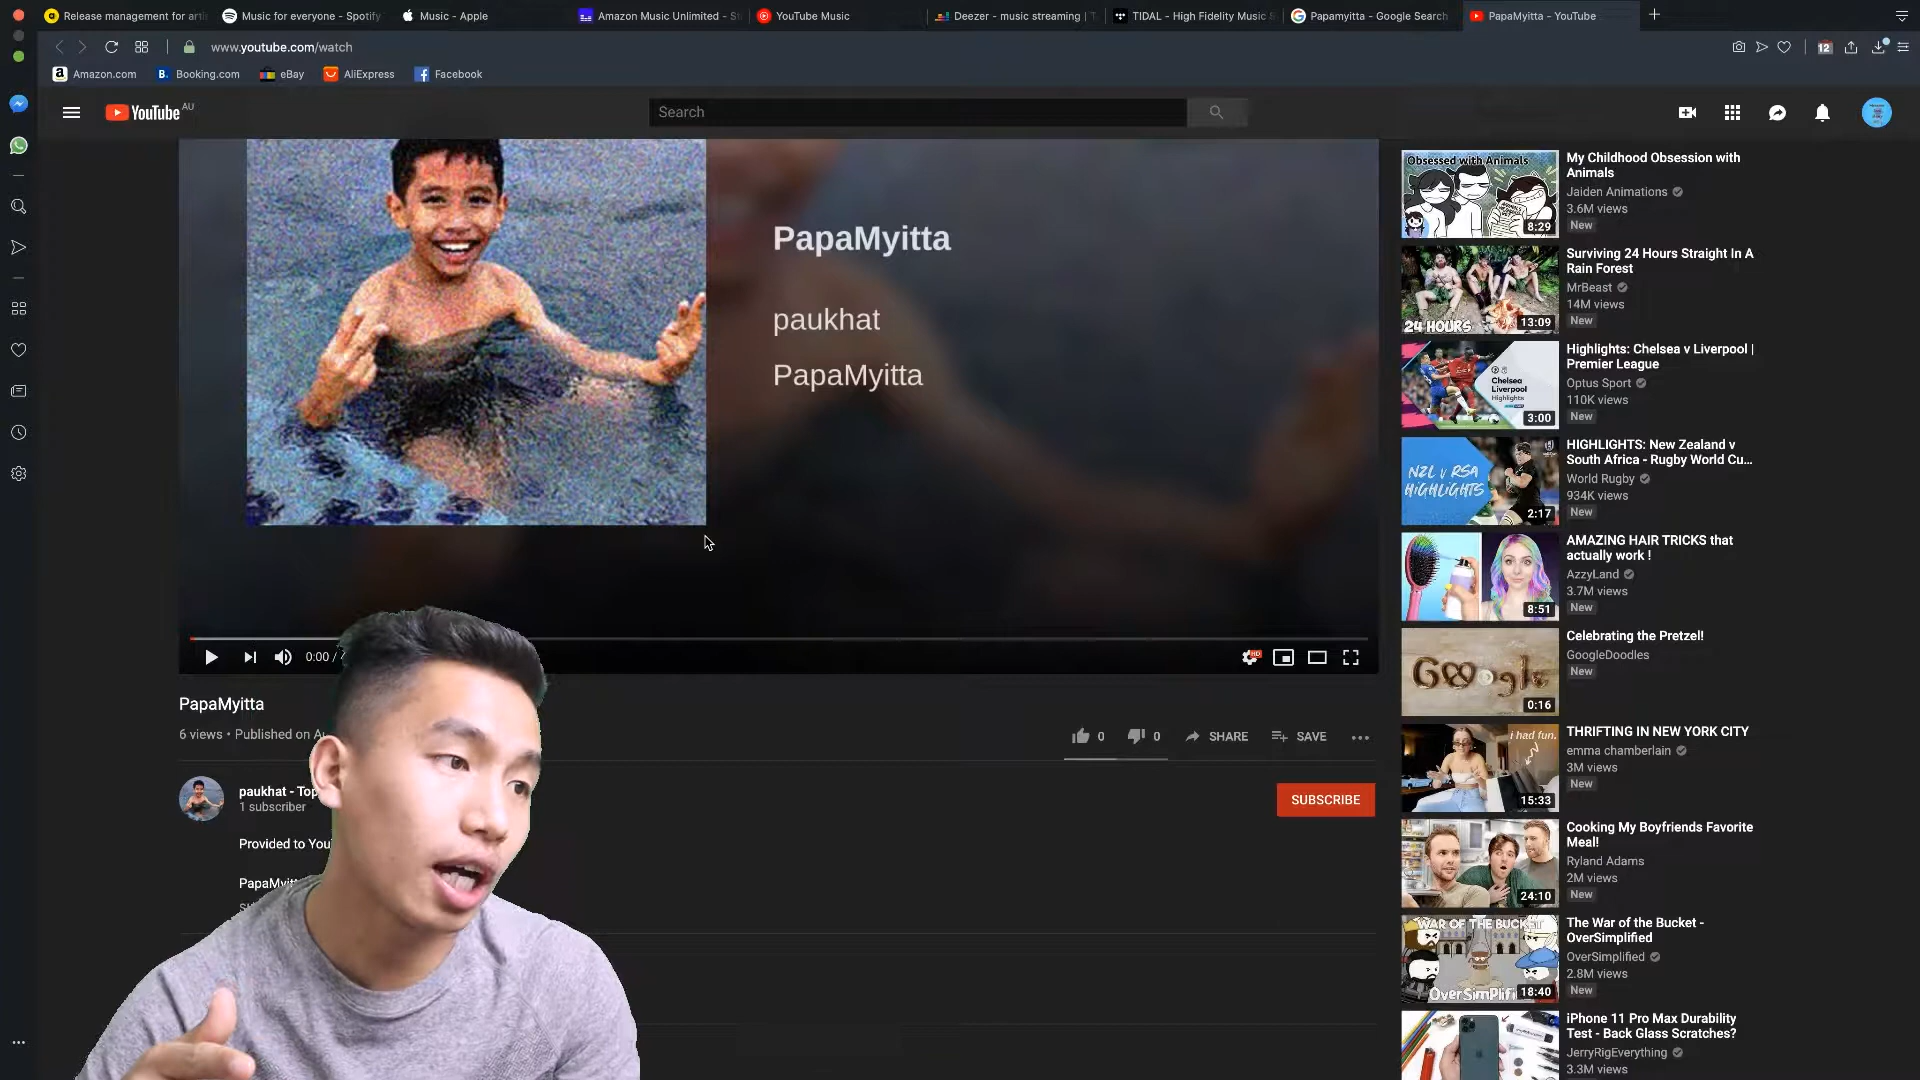 Release management for arti
Music for everyone - Spotify
Music - Apple
Amazon Music Unlimited - St
YouTube Music
Deezer - music streaming | T
TIDAL - High Fidelity Music S
Papamyitta - Google Search
PapaMyitta - YouTube
www.youtube.com/watch
12
Amazon.com
Booking.com
eBay
AliExpress
Facebook
YouTube AU
Search
PapaMyitta
paukhat
PapaMyitta
0:00 /
HD
PapaMyitta
6 views • Published on Au
0
0
SHARE
SAVE
paukhat - Top
1 subscriber
SUBSCRIBE
Provided to You
PapaMyitt
Obsessed with Animals
8:29
My Childhood Obsession with
Animals
Jaiden Animations
3.6M views
New
24 HOURS
13:09
Surviving 24 Hours Straight In A
Rain Forest
MrBeast
14M views
New
Chelsea
Liverpool
Highlights
3:00
Highlights: Chelsea v Liverpool |
Premier League
Optus Sport
110K views
New
NZL v RSA
HIGHLIGHTS
2:17
HIGHLIGHTS: New Zealand v
South Africa - Rugby World Cu...
World Rugby
934K views
New
8:51
AMAZING HAIR TRICKS that
actually work !
AzzyLand
3.7M views
New
Google
0:16
Celebrating the Pretzel!
GoogleDoodles
New
i had fun.
15:33
THRIFTING IN NEW YORK CITY
emma chamberlain
3M views
New
24:10
Cooking My Boyfriends Favorite
Meal!
Ryland Adams
2M views
New
WAR OF THE BUCKET
OverSimplifi
18:40
The War of the Bucket -
OverSimplified
OverSimplified
2.8M views
New
iPhone 11 Pro Max Durability
Test - Back Glass Scratches?
JerryRigEverything
3.3M views